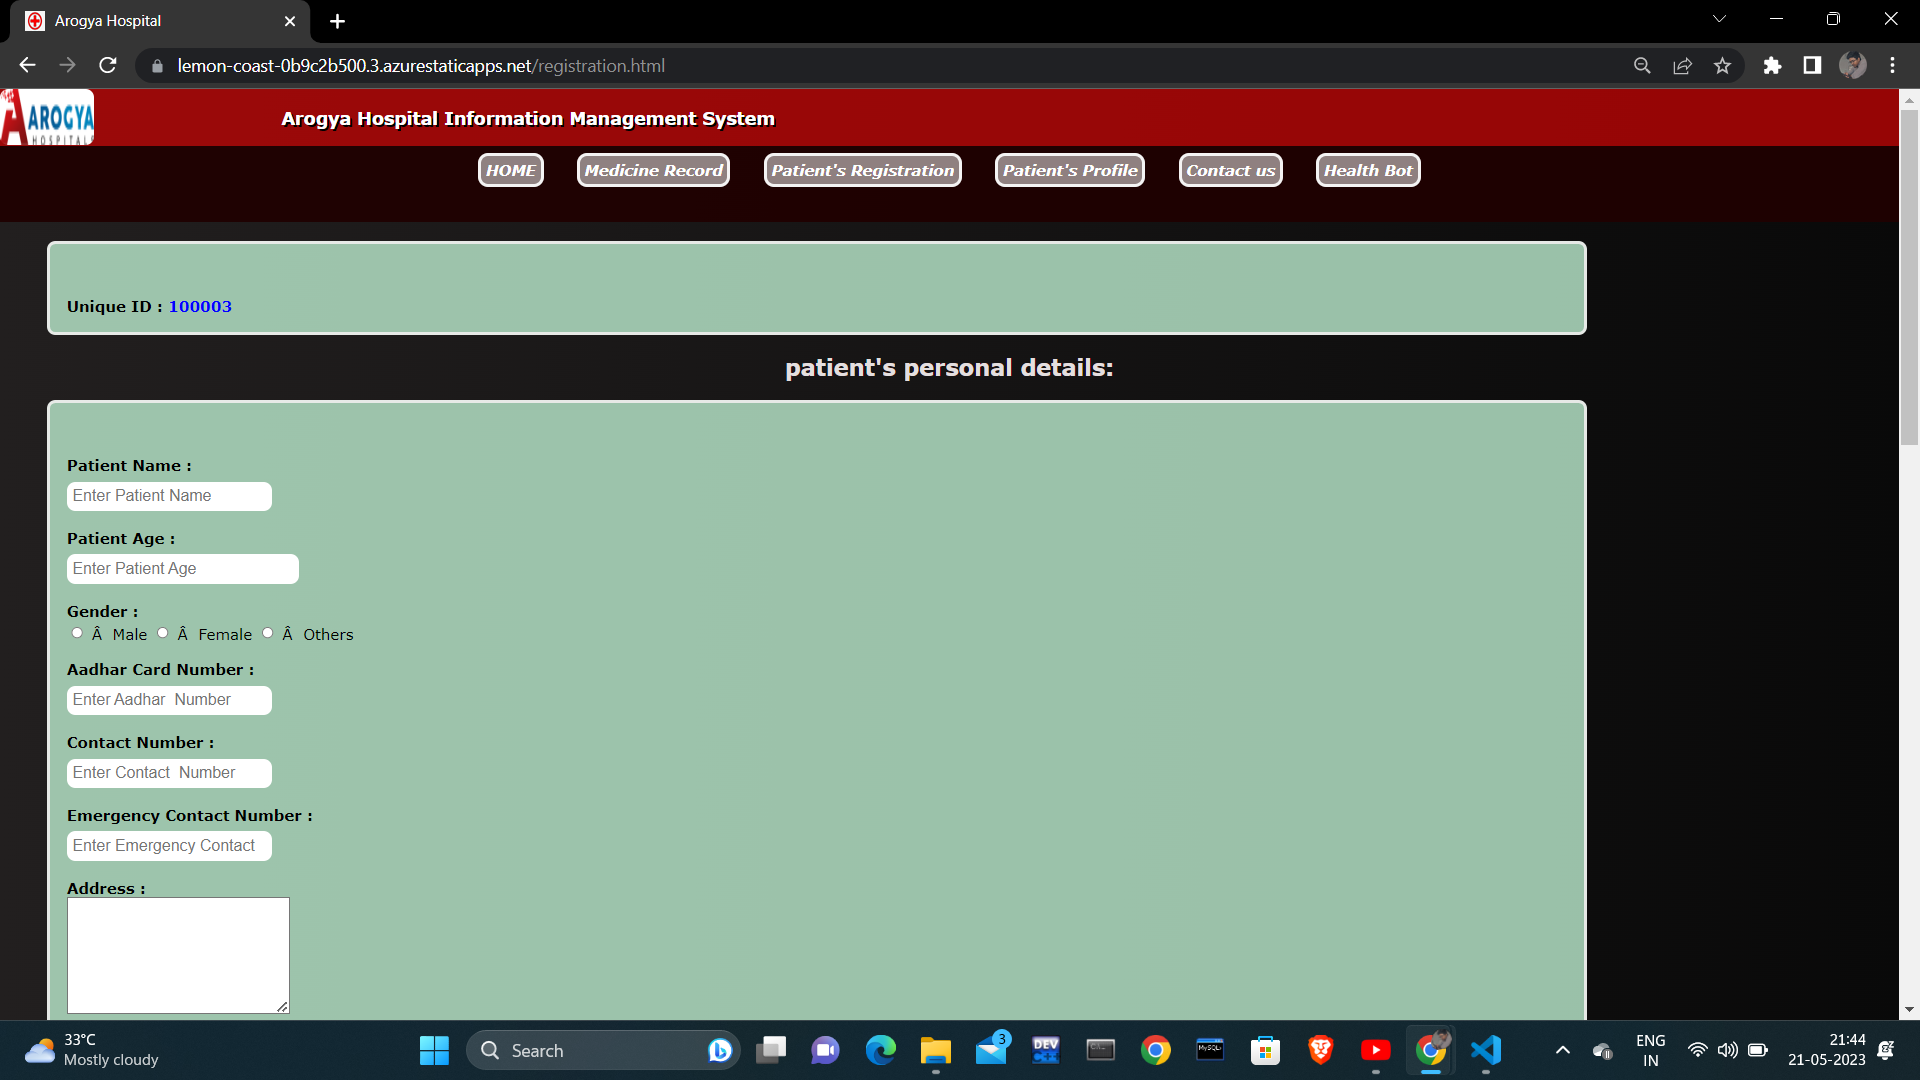 Arogya Hospital
lemon-coast-0b9c2b500.3.azurestaticapps.net/registration.html
AROGYA
HOSPITALS
Arogya Hospital Information Management System
HOME Medicine Record Patient's Registration Patient's Profile Contact us Health Bot
Unique ID : 100003
patient's personal details:
Patient Name :
Enter Patient Name
Patient Age :
Enter Patient Age
Gender :
Â Male Â Female Â Others
Aadhar Card Number :
Enter Aadhar  Number
Contact Number :
Enter Contact  Number
Emergency Contact Number :
Enter Emergency Contact
Address :
33°C
Mostly cloudy
Search
3
DEV
C++
MySQL
ENG
IN
21:44
21-05-2023